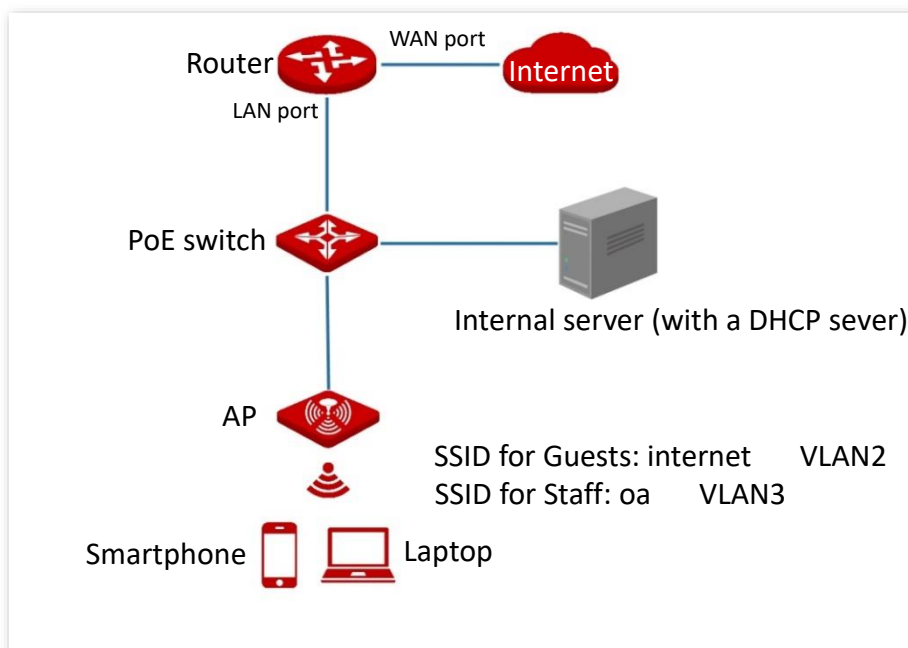 WAN port
Router
Internet
LAN port
PoE switch
Internal server (with a DHCP sever)
AP
SSID for Guests: internet VLAN2
SSID for Staff: oa VLAN3
Smartphone
Laptop